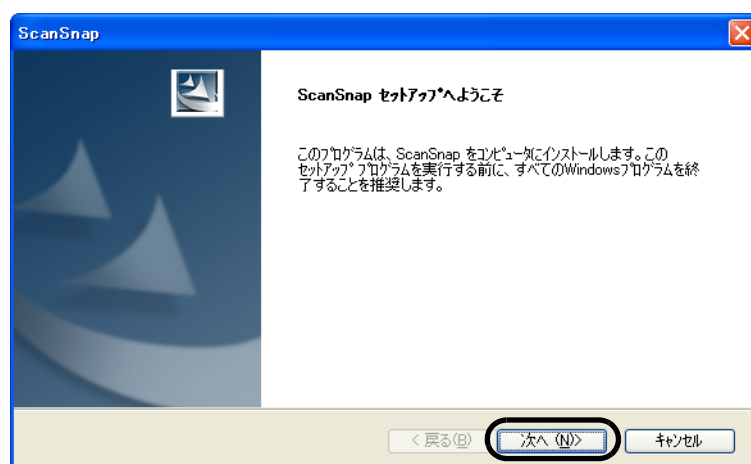 ScanSnap
ScanSnap セットアップへようこそ
このプログラムは、ScanSnap をコンピュータにインストールします。この
セットアップ プログラムを実行する前に、すべてのWindowsプログラムを終
了することを推奨します。
< 戻る(B)
次へ (N)>
キャンセル